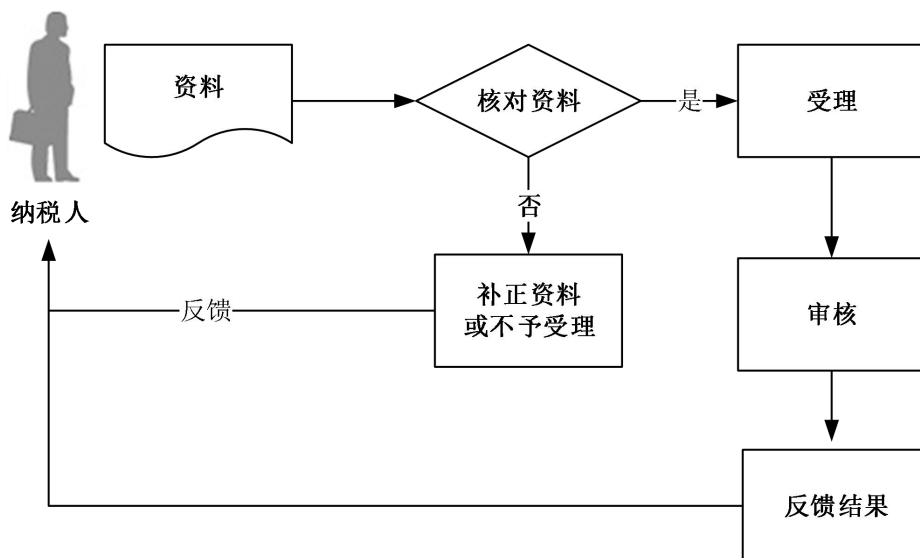 资料
核对资料
是
受理
纳税人
否
补正资料
或不予受理
反馈
审核
反馈结果